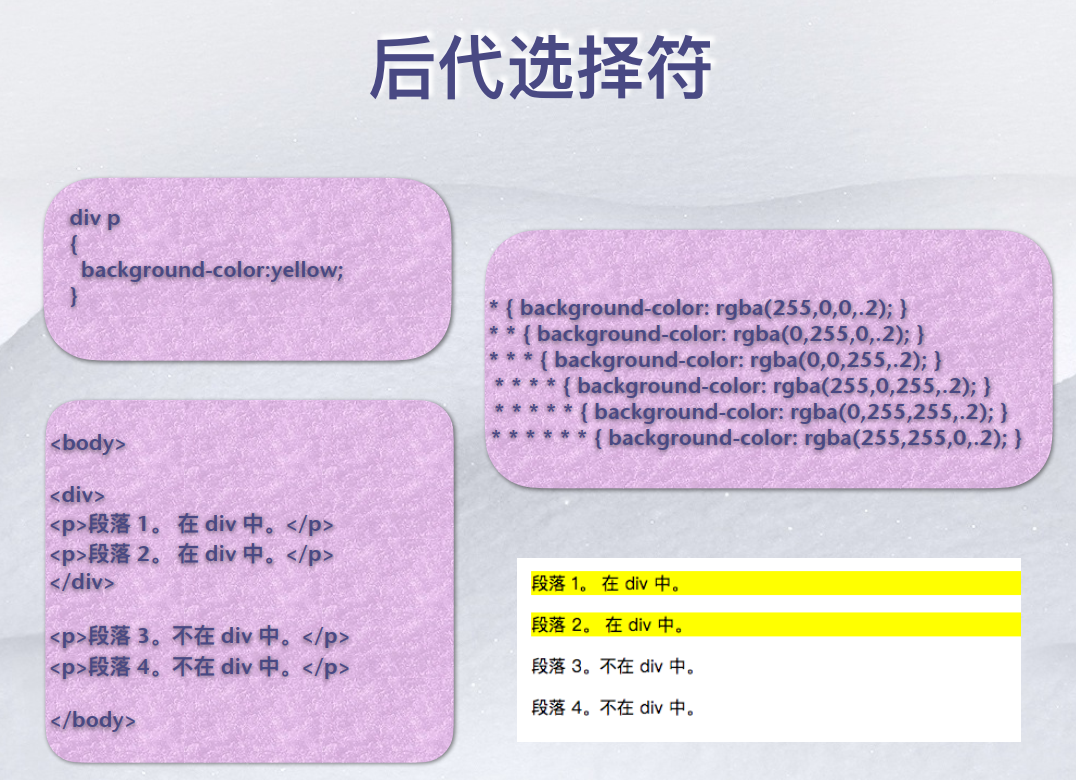 后代选择符
div p
{
background-color:yellow;
}
<body>
<div>
<p>段落 1。 在 div 中。</p>
<p>段落 2。 在 div 中。</p>
</div>
<p>段落 3。不在 div 中。</p>
<p>段落 4。不在 div 中。</p>
</body>
* { background-color: rgba(255,0,0,.2); }
* * { background-color: rgba(0,255,0,.2); }
* * * { background-color: rgba(0,0,255,.2); }
* * * * { background-color: rgba(255,0,255,.2); }
* * * * * { background-color: rgba(0,255,255,.2); }
* * * * * * { background-color: rgba(255,255,0,.2); }
段落 1。 在 div 中。
段落 2。 在 div 中。
段落 3。不在 div 中。
段落 4。不在 div 中。